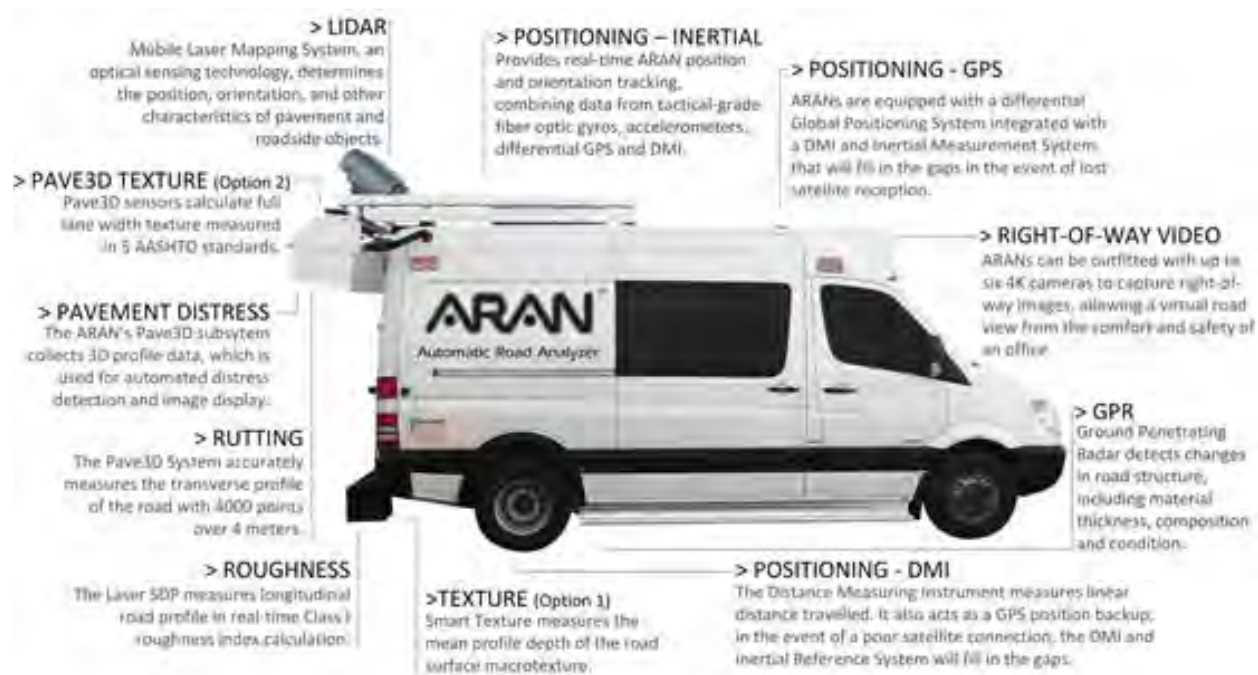 > LIDAR
Mobile Laser Mapping System, an
optical sensing technology, determines
the position, orientation, and other
characteristics of pavement and
roadside objects.
> POSITIONING – INERTIAL
Provides real-time ARAN position
and orientation tracking,
combining data from tactical-grade
fiber optic gyros, accelerometers,
differential GPS and DMI.
> POSITIONING - GPS
ARANs are equipped with a differential
Global Positioning System integrated with
a DMI and Inertial Measurement System
that will fill in the gaps in the event of lost
satellite reception.
> PAVE3D TEXTURE (Option 2)
Pave3D sensors calculate full
lane width texture measured
in 5 AASHTO standards.
> RIGHT-OF-WAY VIDEO
ARANs can be outfitted with up to
six 4K cameras to capture right-of-
way images, allowing a virtual road
view from the comfort and safety of
an office.
> PAVEMENT DISTRESS
The ARAN's Pave3D subsytem
collects 3D profile data, which is
used for automated distress
detection and image display.
ARAN
Automatic Road Analyzer
> RUTTING
The Pave3D System accurately
measures the transverse profile
of the road with 4000 points
over 4 meters.
> GPR
Ground Penetrating
Radar detects changes
in road structure,
including material
thickness, composition
and condition.
> ROUGHNESS
The Laser SDP measures longitudinal
road profile in real-time Class I
roughness index calculation.
>TEXTURE (Option 1)
Smart Texture measures the
mean profile depth of the road
surface macrotexture.
> POSITIONING - DMI
The Distance Measuring Instrument measures linear
distance travelled. It also acts as a GPS position backup;
in the event of a poor satellite connection, the DMI and
Inertial Reference System will fill in the gaps.